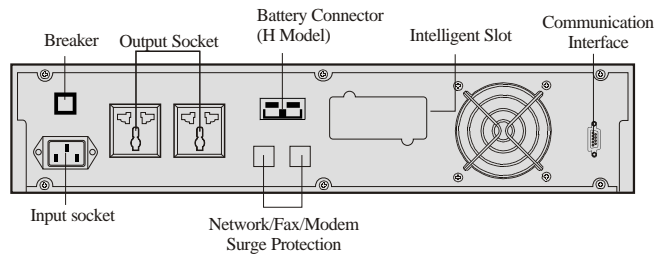 Battery Connector
(H Model)
Communication
Interface
Breaker
Output Socket
Intelligent Slot
Input socket
Network/Fax/Modem
Surge Protection